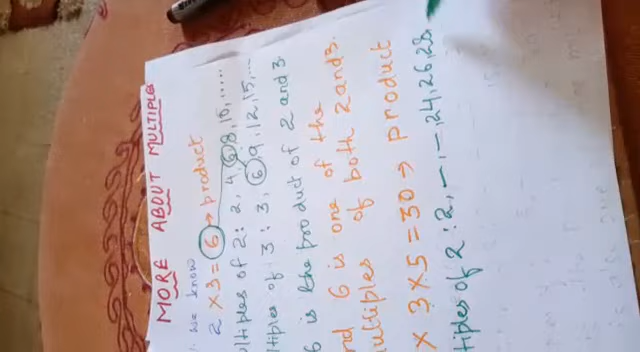 MORE ABOUT MULTIPLES
We know
2 × 3 = 6 → product
ultiples of 2 : 2, 4, 6, 8, 10, ......
ltiples of 3 : 3, 6, 9, 12, 15, ...
6 is the product of 2 and 3.
nd 6 is one of the
ultiples of both 2 and 3.
× 3 × 5 = 30 → product
tiples of 2 : 2, – , – , 24, 26, 28